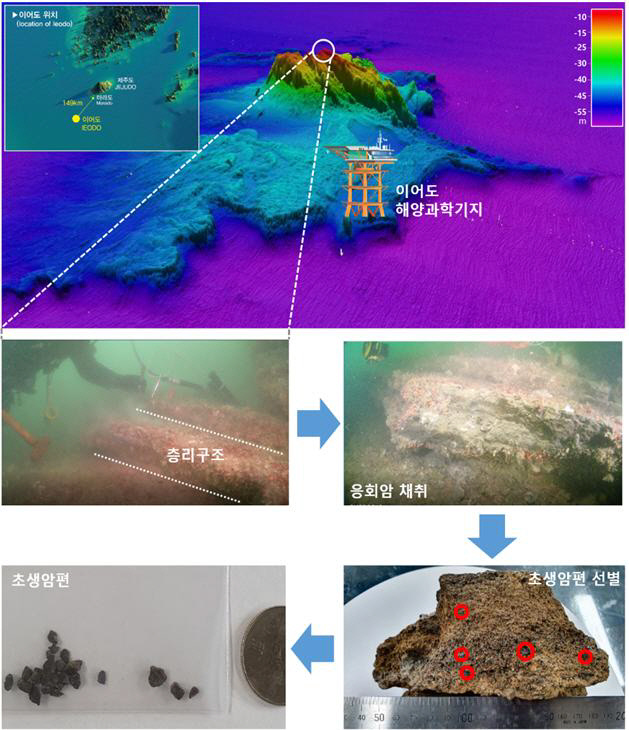 ▶이어도 위치
(location of Ieodo)
제주도
JEJUDO
마라도
Marado
149km
이어도
IEODO
-10
-15
-25
-30
-35
-45
-55
m
이어도
해양과학기지
층리구조
응회암 채취
초생암편 선별
초생암편